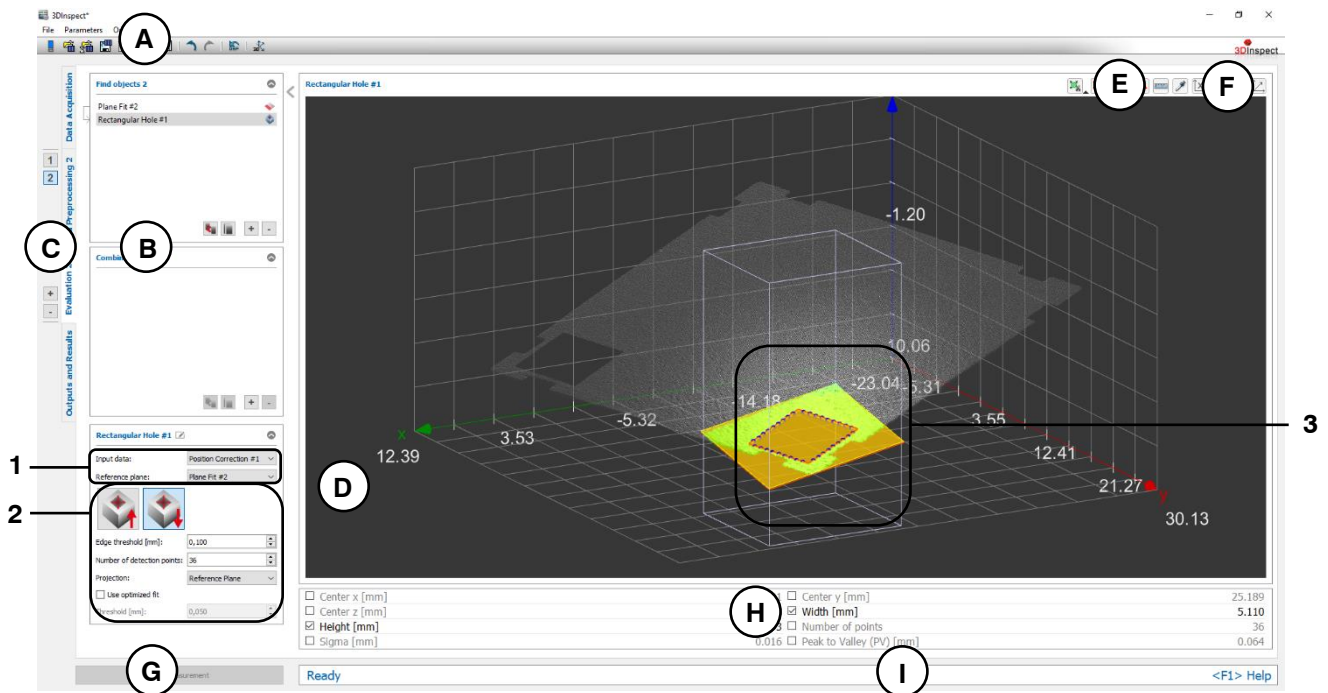 3DInspect*
File Parameters
A
3DInspect
Find objects 2
Plane Fit #2
Rectangular Hole #1
Data Acquisition
Preprocessing 2
Outputs and Results
1
2
+
-
C
B
+ -
+ -
Rectangular Hole #1
1
Input data: Position Correction #1
Reference plane: Plane Fit #2
2
Edge threshold [mm]: 0,100
Number of detection points: 36
Projection: Reference Plane
Use optimized fit
Threshold [mm]: 0,050
G
Rectangular Hole #1
E
F
-1.20
10.06
-23.04
-5.31
-14.18
-5.32
3.55
3.53
x
12.39
12.41
21.27
y
30.13
3
D
Center x [mm]
Center y [mm] 25.189
Center z [mm]
H
Width [mm] 5.110
Height [mm]
Number of points 36
Sigma [mm] 0.016
Peak to Valley (PV) [mm] 0.064
I
Ready
<F1> Help